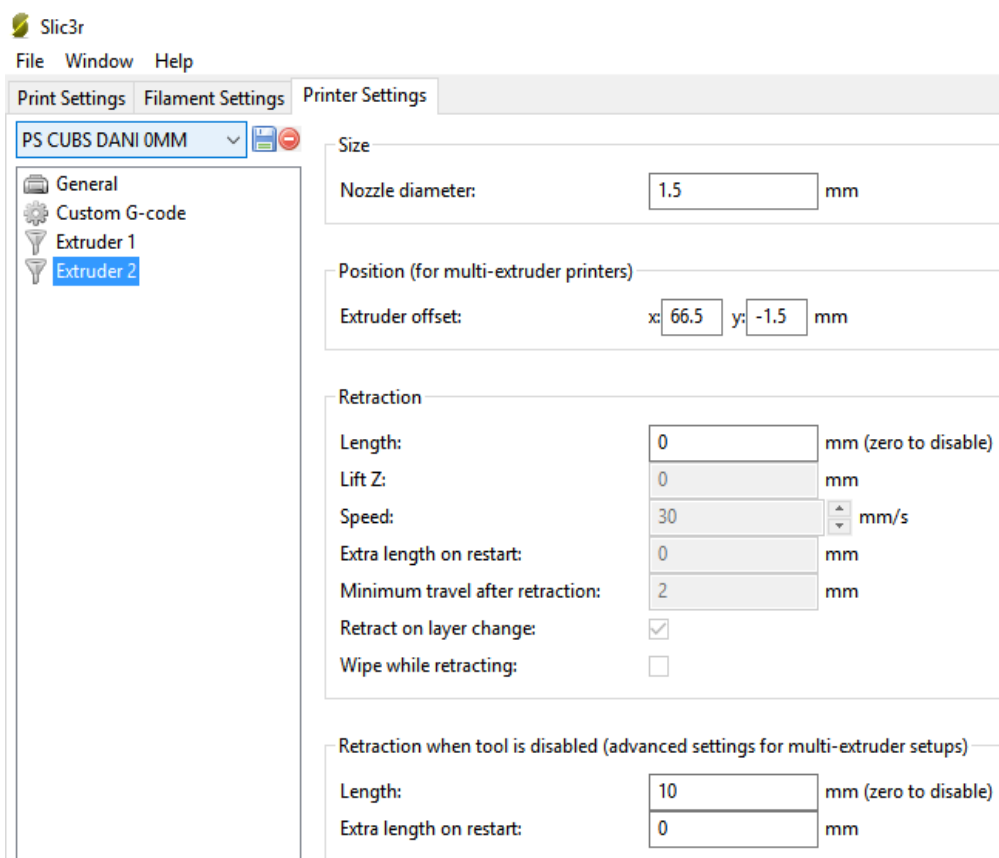 Slic3r
File Window Help
Print Settings Filament Settings Printer Settings
PS CUBS DANI 0MM
General
Custom G-code
Extruder 1
Extruder 2
Size
Nozzle diameter: 1.5 mm
Position (for multi-extruder printers)
Extruder offset: x: 66.5 y: -1.5 mm
Retraction
Length: 0 mm (zero to disable)
Lift Z: 0 mm
Speed: 30 mm/s
Extra length on restart: 0 mm
Minimum travel after retraction: 2 mm
Retract on layer change:
Wipe while retracting:
Retraction when tool is disabled (advanced settings for multi-extruder setups)
Length: 10 mm (zero to disable)
Extra length on restart: 0 mm